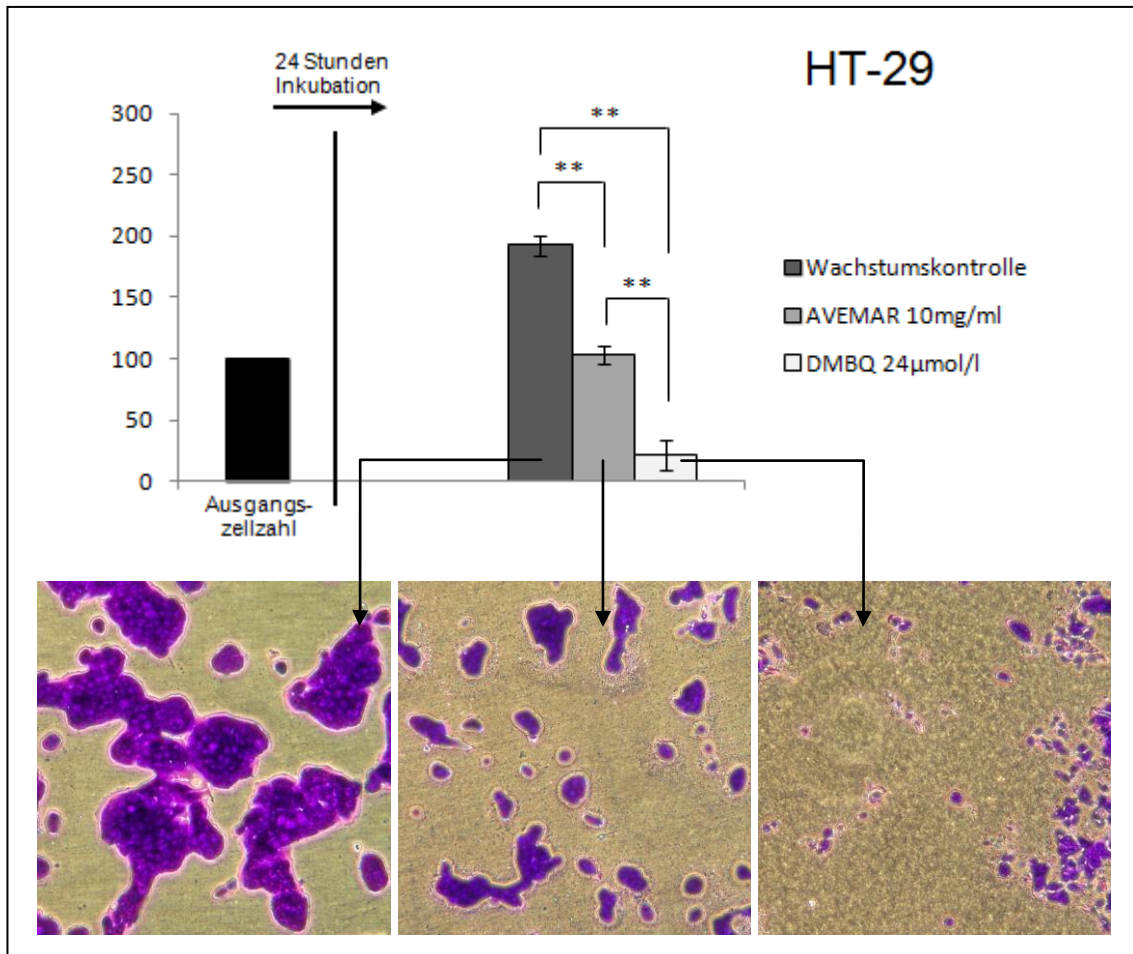 24 Stunden
Inkubation
HT-29
300
250
200
150
100
50
0
**
**
**
Wachstumskontrolle
AVEMAR 10mg/ml
DMBQ 24µmol/l
Ausgangs-
zellzahl